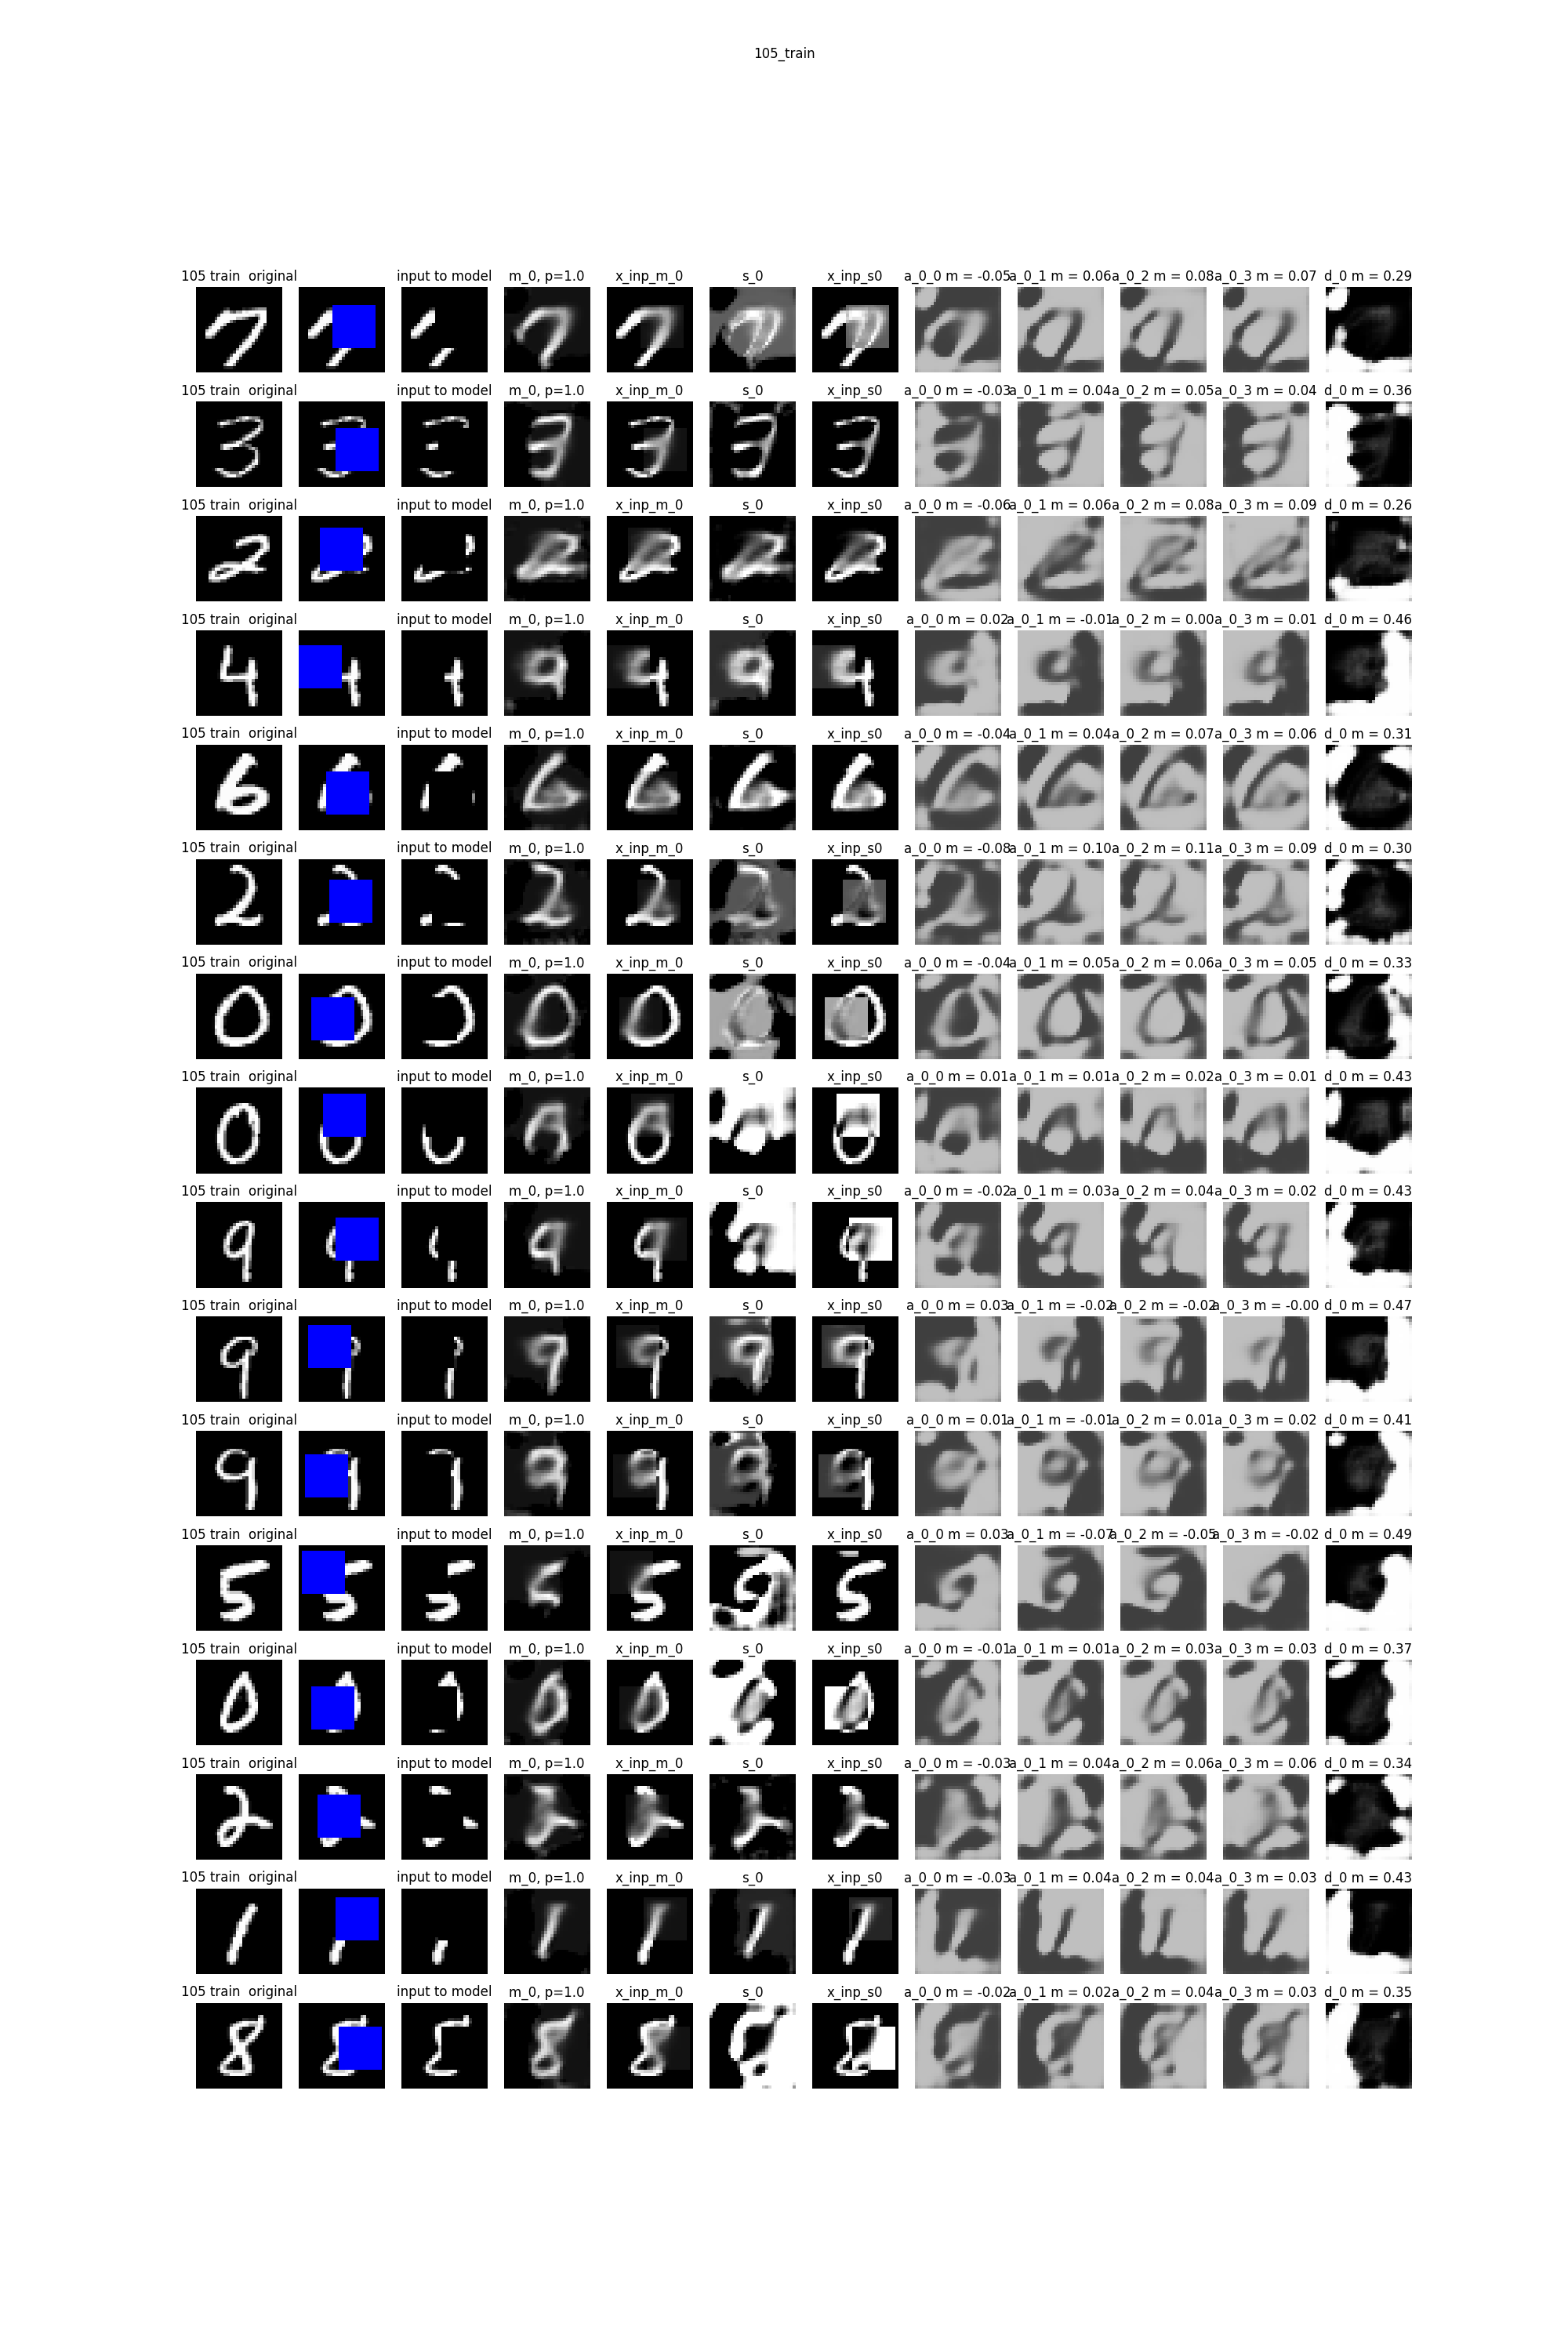 105_train
105 train  original input to model m_0, p=1.0 x_inp_m_0 s_0 x_inp_s0 a_0_0 m = -0.05 a_0_1 m = 0.06 a_0_2 m = 0.08 a_0_3 m = 0.07 d_0 m = 0.29
105 train  original input to model m_0, p=1.0 x_inp_m_0 s_0 x_inp_s0 a_0_0 m = -0.03 a_0_1 m = 0.04 a_0_2 m = 0.05 a_0_3 m = 0.04 d_0 m = 0.36
105 train  original input to model m_0, p=1.0 x_inp_m_0 s_0 x_inp_s0 a_0_0 m = -0.06 a_0_1 m = 0.06 a_0_2 m = 0.08 a_0_3 m = 0.09 d_0 m = 0.26
105 train  original input to model m_0, p=1.0 x_inp_m_0 s_0 x_inp_s0 a_0_0 m = 0.02 a_0_1 m = -0.01 a_0_2 m = 0.00 a_0_3 m = 0.01 d_0 m = 0.46
105 train  original input to model m_0, p=1.0 x_inp_m_0 s_0 x_inp_s0 a_0_0 m = -0.04 a_0_1 m = 0.04 a_0_2 m = 0.07 a_0_3 m = 0.06 d_0 m = 0.31
105 train  original input to model m_0, p=1.0 x_inp_m_0 s_0 x_inp_s0 a_0_0 m = -0.08 a_0_1 m = 0.10 a_0_2 m = 0.11 a_0_3 m = 0.09 d_0 m = 0.30
105 train  original input to model m_0, p=1.0 x_inp_m_0 s_0 x_inp_s0 a_0_0 m = -0.04 a_0_1 m = 0.05 a_0_2 m = 0.06 a_0_3 m = 0.05 d_0 m = 0.33
105 train  original input to model m_0, p=1.0 x_inp_m_0 s_0 x_inp_s0 a_0_0 m = 0.01 a_0_1 m = 0.01 a_0_2 m = 0.02 a_0_3 m = 0.01 d_0 m = 0.43
105 train  original input to model m_0, p=1.0 x_inp_m_0 s_0 x_inp_s0 a_0_0 m = -0.02 a_0_1 m = 0.03 a_0_2 m = 0.04 a_0_3 m = 0.02 d_0 m = 0.43
105 train  original input to model m_0, p=1.0 x_inp_m_0 s_0 x_inp_s0 a_0_0 m = 0.03 a_0_1 m = -0.02 a_0_2 m = -0.02 a_0_3 m = -0.00 d_0 m = 0.47
105 train  original input to model m_0, p=1.0 x_inp_m_0 s_0 x_inp_s0 a_0_0 m = 0.01 a_0_1 m = -0.01 a_0_2 m = 0.01 a_0_3 m = 0.02 d_0 m = 0.41
105 train  original input to model m_0, p=1.0 x_inp_m_0 s_0 x_inp_s0 a_0_0 m = 0.03 a_0_1 m = -0.07 a_0_2 m = -0.05 a_0_3 m = -0.02 d_0 m = 0.49
105 train  original input to model m_0, p=1.0 x_inp_m_0 s_0 x_inp_s0 a_0_0 m = -0.01 a_0_1 m = 0.01 a_0_2 m = 0.03 a_0_3 m = 0.03 d_0 m = 0.37
105 train  original input to model m_0, p=1.0 x_inp_m_0 s_0 x_inp_s0 a_0_0 m = -0.03 a_0_1 m = 0.04 a_0_2 m = 0.06 a_0_3 m = 0.06 d_0 m = 0.34
105 train  original input to model m_0, p=1.0 x_inp_m_0 s_0 x_inp_s0 a_0_0 m = -0.03 a_0_1 m = 0.04 a_0_2 m = 0.04 a_0_3 m = 0.03 d_0 m = 0.43
105 train  original input to model m_0, p=1.0 x_inp_m_0 s_0 x_inp_s0 a_0_0 m = -0.02 a_0_1 m = 0.02 a_0_2 m = 0.04 a_0_3 m = 0.03 d_0 m = 0.35